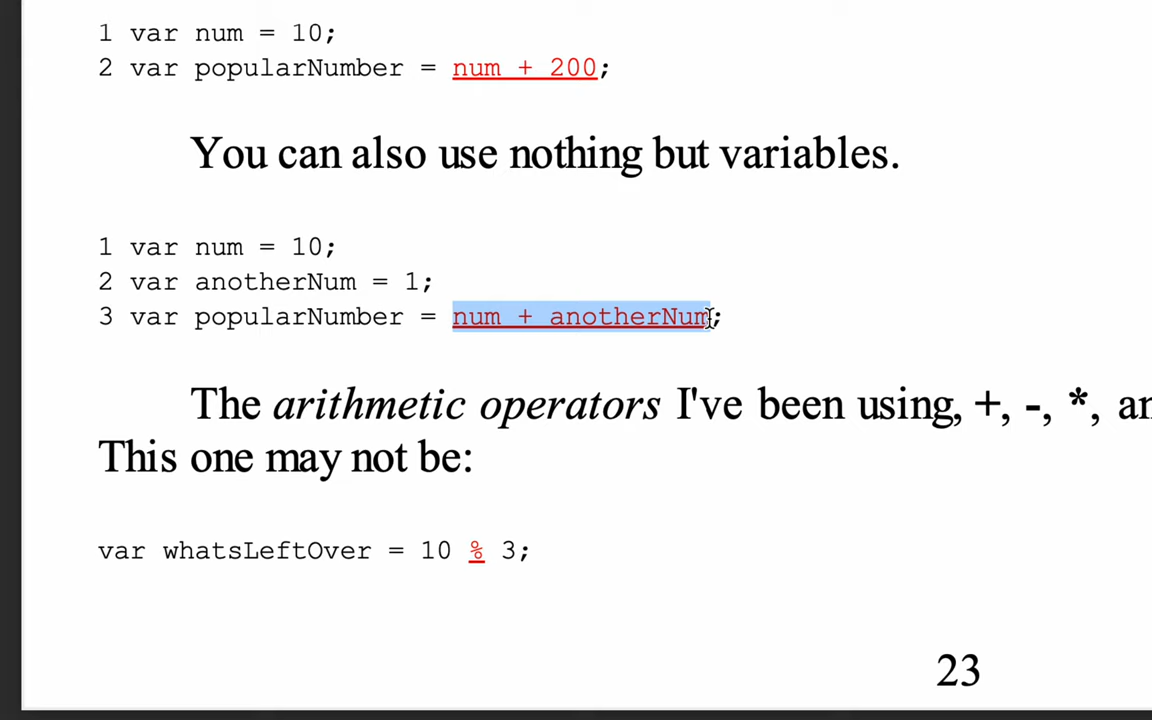 1 var num = 10;
2 var popularNumber = num + 200;
You can also use nothing but variables.
1 var num = 10;
2 var anotherNum = 1;
3 var popularNumber = num + anotherNum;
The arithmetic operators I've been using, +, -, *, ar
This one may not be:
var whatsLeftOver = 10 % 3;
23